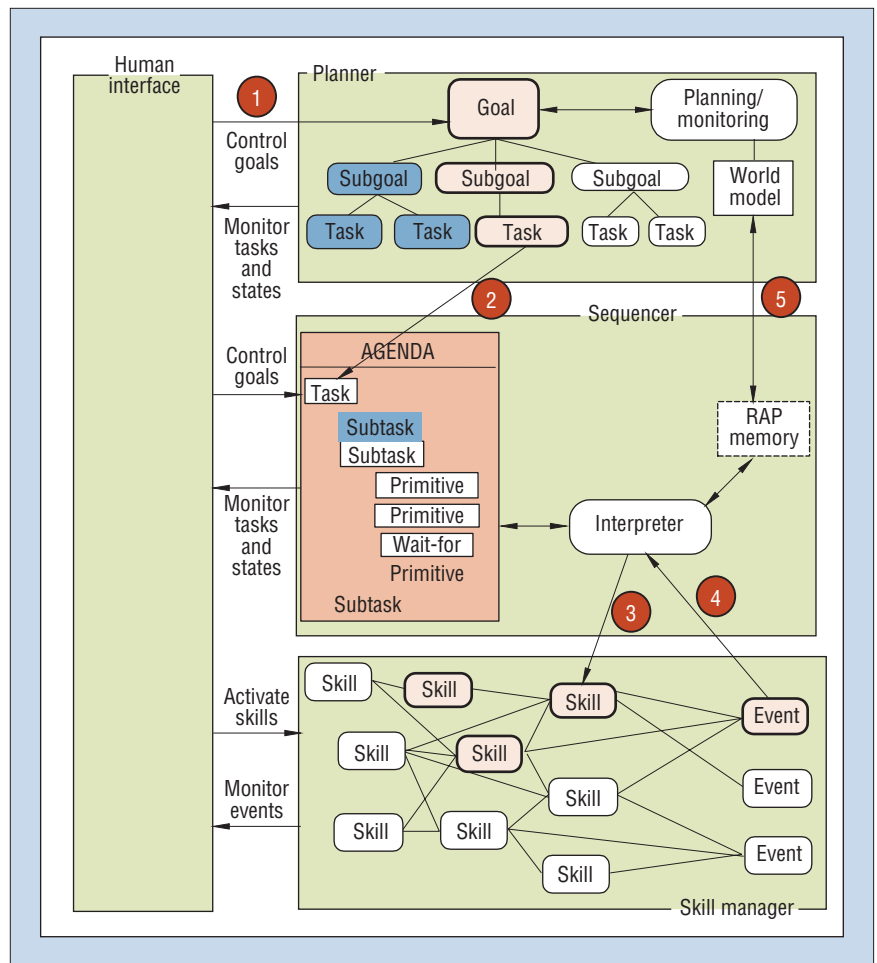 Human
interface
1
Control
goals
Monitor
tasks
and
states
Control
goals
Monitor
tasks
and
states
Activate
skills
Monitor
events
Planner
Goal
Planning/
monitoring
Subgoal
Subgoal
Subgoal
World
model
Task
Task
Task
Task
Task
2
5
Sequencer
AGENDA
Task
Subtask
Subtask
Primitive
Primitive
Wait-for
Primitive
Subtask
RAP
memory
Interpreter
3
4
Skill
Skill
Skill
Event
Skill
Skill
Skill
Event
Skill
Skill
Event
Skill
Skill manager